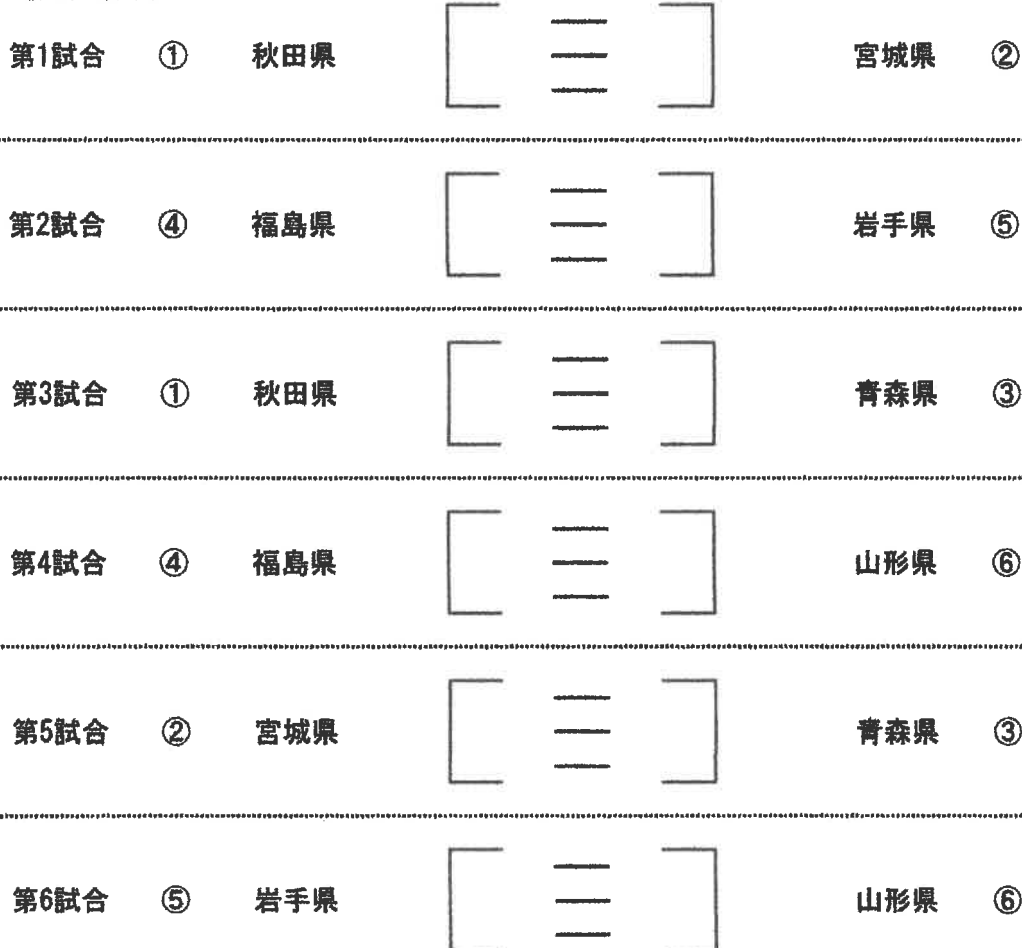 第1試合 ① 秋田県 宮城県 ②
第2試合 ④ 福島県 岩手県 ⑤
第3試合 ① 秋田県 青森県 ③
第4試合 ④ 福島県 山形県 ⑥
第5試合 ② 宮城県 青森県 ③
第6試合 ⑤ 岩手県 山形県 ⑥